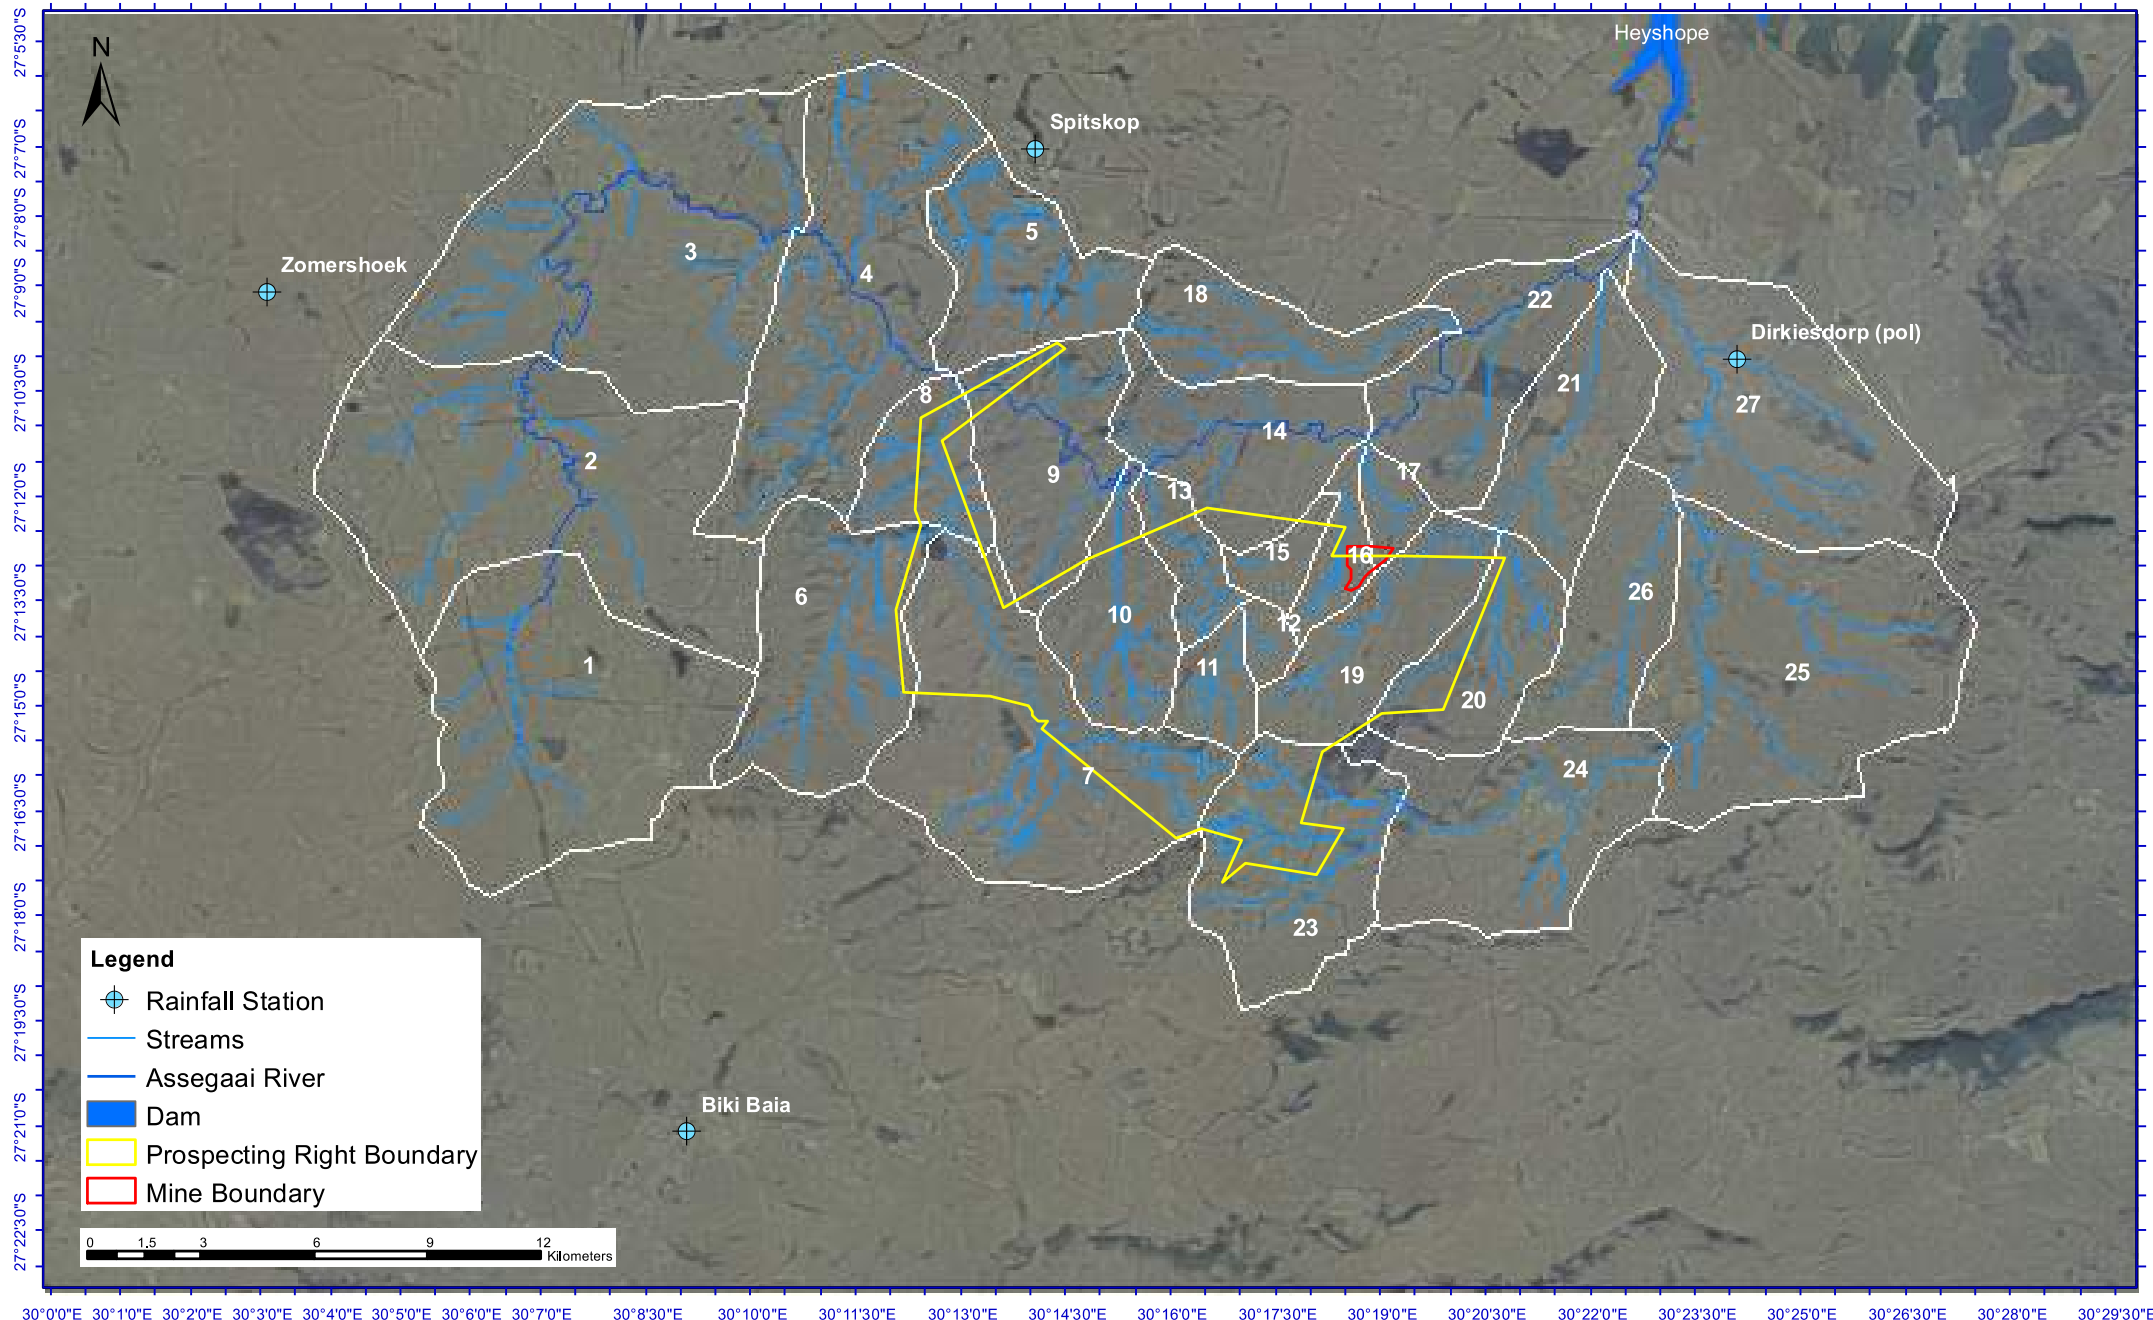 Heyshope
N
Spitskop
5
3
Zomershoek
4
18
22
Dirkiesdorp (pol)
21
8
27
14
2
9
17
13
15
16
26
6
10
12
1
11
19
25
20
7
24
23
Biki Baia
Legend
Rainfall Station
Streams
Assegaai River
Dam
Prospecting Right Boundary
Mine Boundary
0 1,5 3 6 9 12
Kilometers
27°5'30"S
27°7'0"S
27°8'0"S
27°9'0"S
27°10'30"S
27°12'0"S
27°13'30"S
27°15'0"S
27°16'30"S
27°18'0"S
27°19'30"S
27°21'0"S
27°22'30"S
30°0'0"E 30°1'0"E 30°2'0"E 30°3'0"E 30°4'0"E 30°5'0"E 30°6'0"E 30°7'0"E 30°8'30"E 30°10'0"E 30°11'30"E 30°13'0"E 30°14'30"E 30°16'0"E 30°17'30"E 30°19'0"E 30°20'30"E 30°22'0"E 30°23'30"E 30°25'0"E 30°26'30"E 30°28'0"E 30°29'30"E